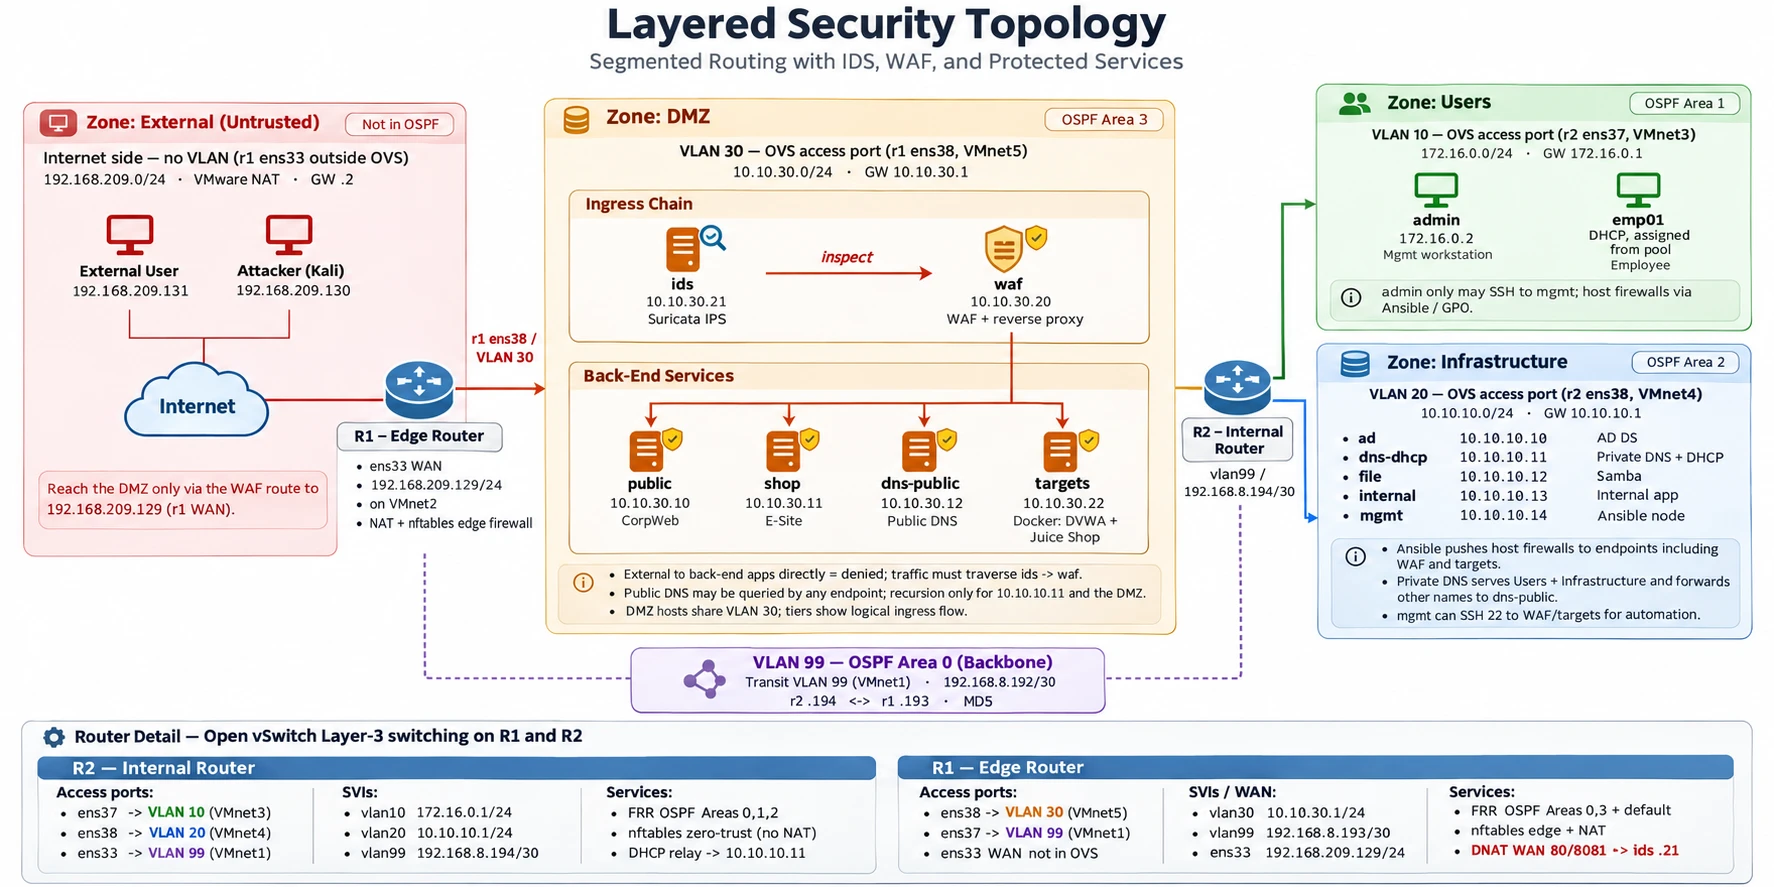 Layered Security Topology
Segmented Routing with IDS, WAF, and Protected Services
Zone: External (Untrusted)
Not in OSPF
Internet side — no VLAN (r1 ens33 outside OVS)
192.168.209.0/24 · VMware NAT · GW .2
External User
192.168.209.131
Attacker (Kali)
192.168.209.130
Internet
Reach the DMZ only via the WAF route to
192.168.209.129 (r1 WAN).
R1 – Edge Router
• ens33 WAN
• 192.168.209.129/24
• on VMnet2
• NAT + nftables edge firewall
r1 ens38 /
VLAN 30
Zone: DMZ
OSPF Area 3
VLAN 30 — OVS access port (r1 ens38, VMnet5)
10.10.30.0/24 · GW 10.10.30.1
Ingress Chain
ids
10.10.30.21
Suricata IPS
inspect
waf
10.10.30.20
WAF + reverse proxy
Back-End Services
public
10.10.30.10
CorpWeb
shop
10.10.30.11
E-Site
dns-public
10.10.30.12
Public DNS
targets
10.10.30.22
Docker: DVWA +
Juice Shop
• External to back-end apps directly = denied; traffic must traverse ids -> waf.
• Public DNS may be queried by any endpoint; recursion only for 10.10.10.11 and the DMZ.
• DMZ hosts share VLAN 30; tiers show logical ingress flow.
R2 – Internal
Router
vlan99 /
192.168.8.194/30
Zone: Users
OSPF Area 1
VLAN 10 — OVS access port (r2 ens37, VMnet3)
172.16.0.0/24 · GW 172.16.0.1
admin
172.16.0.2
Mgmt workstation
emp01
DHCP, assigned
from pool
Employee
admin only may SSH to mgmt; host firewalls via
Ansible / GPO.
Zone: Infrastructure
OSPF Area 2
VLAN 20 — OVS access port (r2 ens38, VMnet4)
10.10.10.0/24 · GW 10.10.10.1
• ad 10.10.10.10 AD DS
• dns-dhcp 10.10.10.11 Private DNS + DHCP
• file 10.10.10.12 Samba
• internal 10.10.10.13 Internal app
• mgmt 10.10.10.14 Ansible node
• Ansible pushes host firewalls to endpoints including
WAF and targets.
• Private DNS serves Users + Infrastructure and forwards
other names to dns-public.
• mgmt can SSH 22 to WAF/targets for automation.
VLAN 99 — OSPF Area 0 (Backbone)
Transit VLAN 99 (VMnet1) · 192.168.8.192/30
r2 .194 <-> r1 .193 · MD5
Router Detail — Open vSwitch Layer-3 switching on R1 and R2
R2 — Internal Router
Access ports:
• ens37 -> VLAN 10 (VMnet3)
• ens38 -> VLAN 20 (VMnet4)
• ens33 -> VLAN 99 (VMnet1)
SVIs:
• vlan10 172.16.0.1/24
• vlan20 10.10.10.1/24
• vlan99 192.168.8.194/30
Services:
• FRR OSPF Areas 0,1,2
• nftables zero-trust (no NAT)
• DHCP relay -> 10.10.10.11
R1 — Edge Router
Access ports:
• ens38 -> VLAN 30 (VMnet5)
• ens37 -> VLAN 99 (VMnet1)
• ens33 WAN not in OVS
SVIs / WAN:
• vlan30 10.10.30.1/24
• vlan99 192.168.8.193/30
• ens33 192.168.209.129/24
Services:
• FRR OSPF Areas 0,3 + default
• nftables edge + NAT
• DNAT WAN 80/8081 -> ids .21